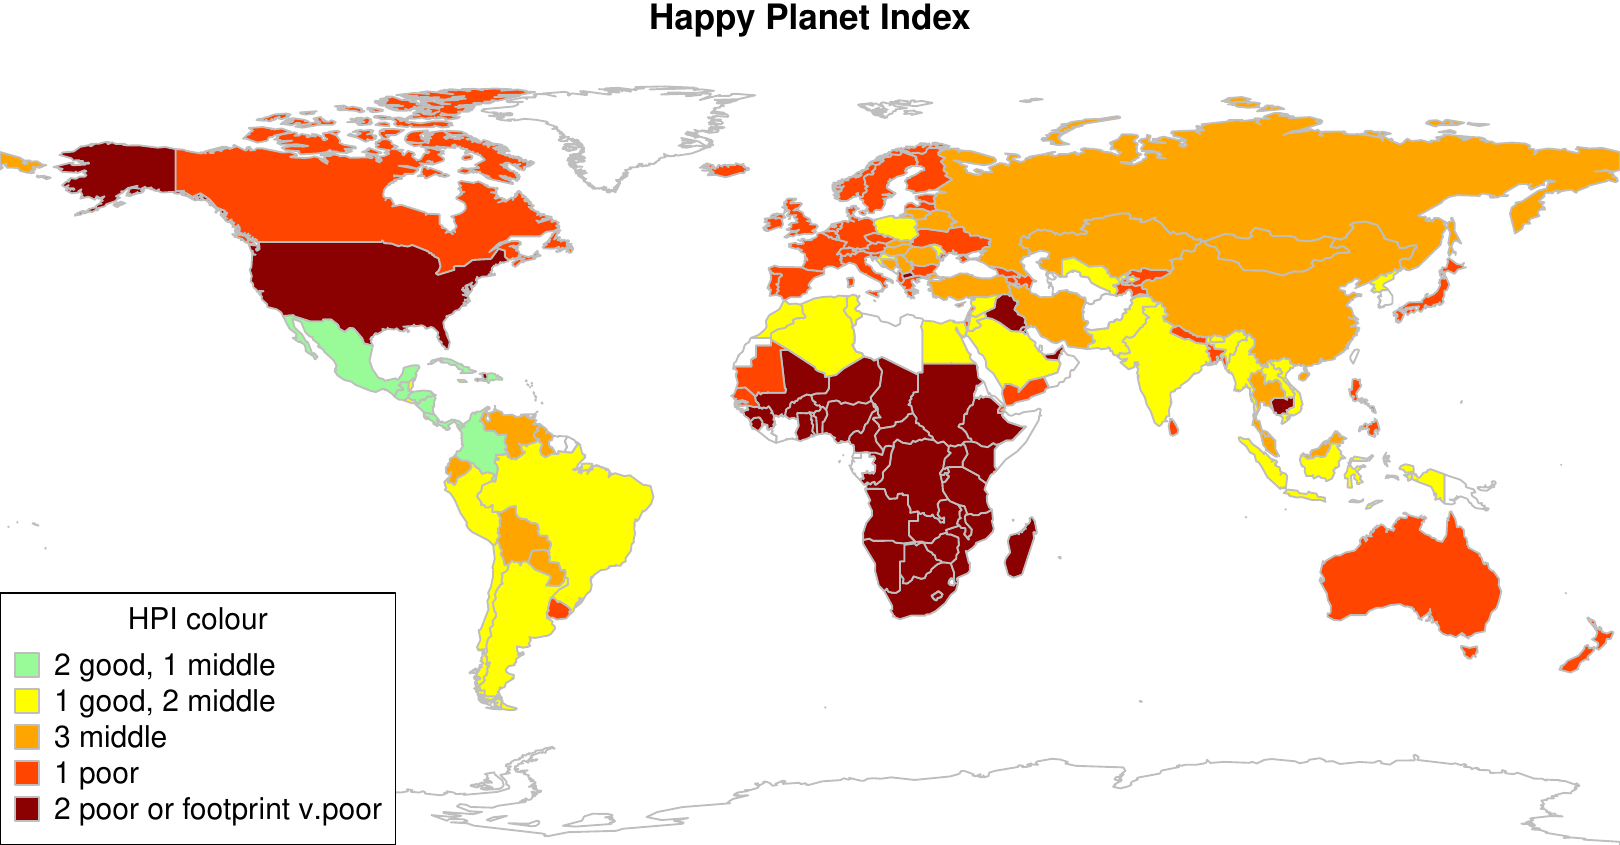 Happy Planet Index
HPI colour
2 good, 1 middle
1 good, 2 middle
3 middle
1 poor
2 poor or footprint v.poor